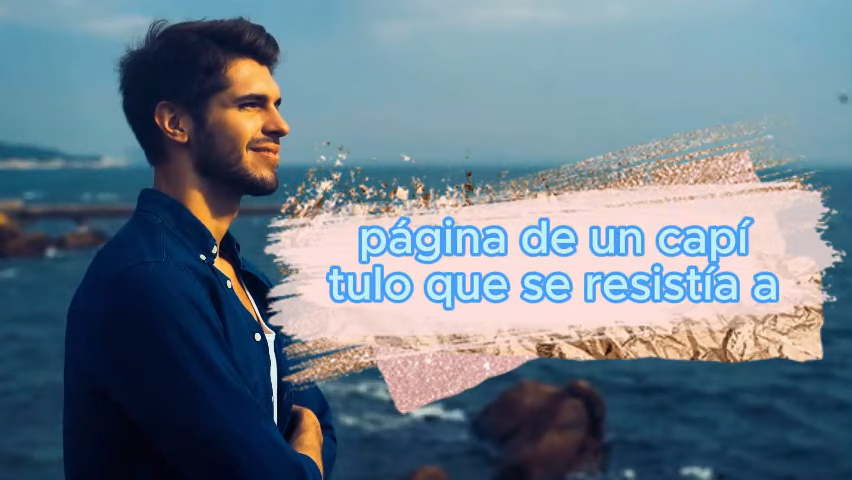 página de un capí
tulo que se resistía a